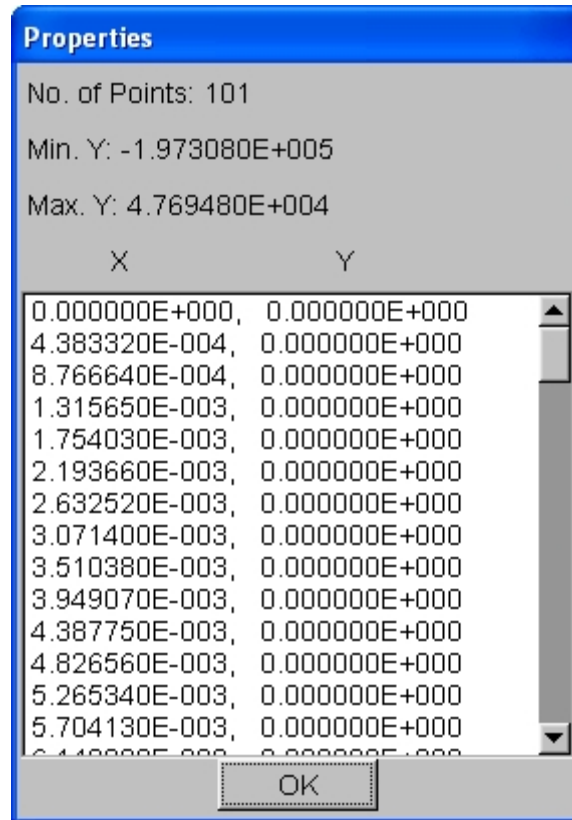 Properties
No. of Points: 101
Min. Y: -1.973080E+005
Max. Y: 4.769480E+004
X Y
0.000000E+000, 0.000000E+000
4.383320E-004, 0.000000E+000
8.766640E-004, 0.000000E+000
1.315650E-003, 0.000000E+000
1.754030E-003, 0.000000E+000
2.193660E-003, 0.000000E+000
2.632520E-003, 0.000000E+000
3.071400E-003, 0.000000E+000
3.510380E-003, 0.000000E+000
3.949070E-003, 0.000000E+000
4.387750E-003, 0.000000E+000
4.826560E-003, 0.000000E+000
5.265340E-003, 0.000000E+000
5.704130E-003, 0.000000E+000
OK